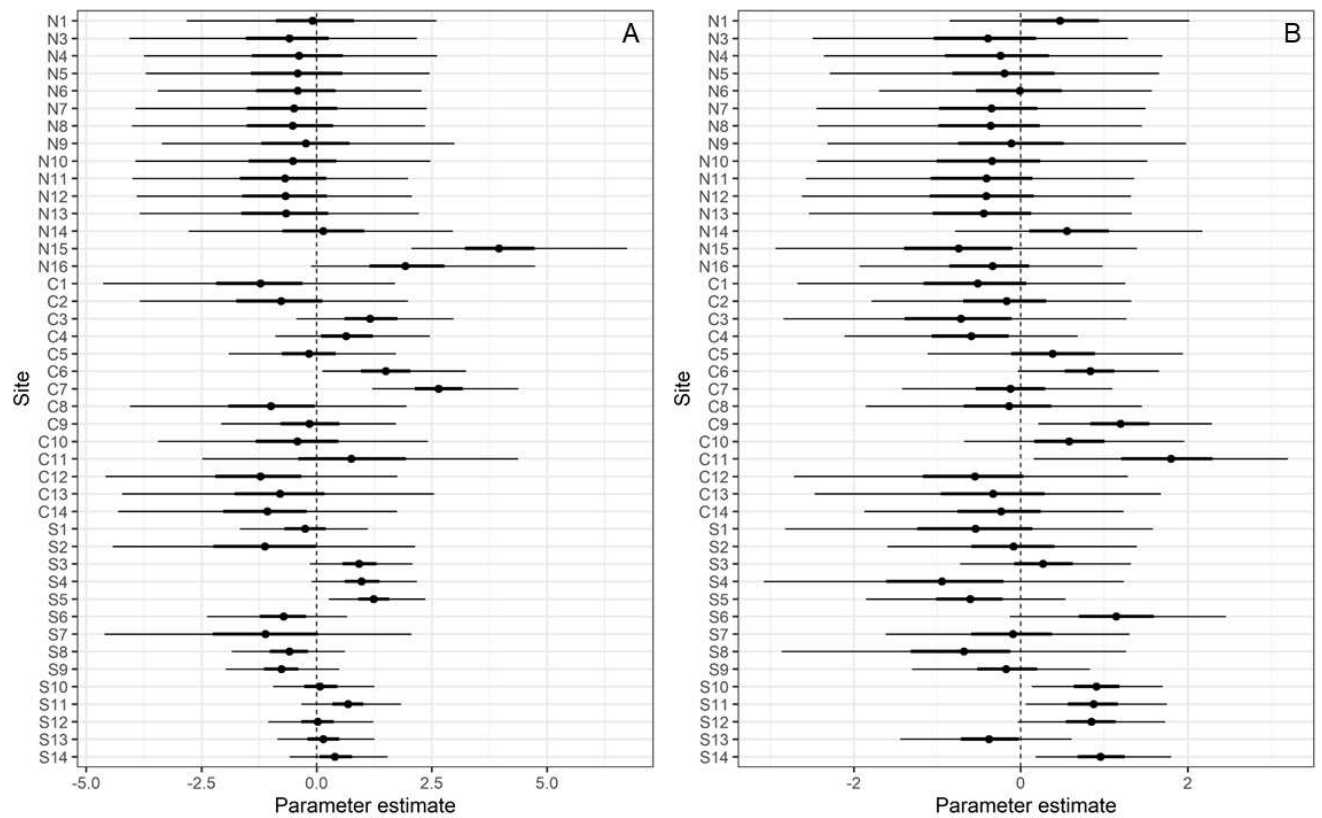 A
N1
N3
N4
N5
N6
N7
N8
N9
N10
N11
N12
N13
N14
N15
N16
C1
C2
C3
C4
C5
C6
C7
C8
C9
C10
C11
C12
C13
C14
S1
S2
S3
S4
S5
S6
S7
S8
S9
S10
S11
S12
S13
S14
Site
-5.0 -2.5 0.0 2.5 5.0
Parameter estimate
B
N1
N3
N4
N5
N6
N7
N8
N9
N10
N11
N12
N13
N14
N15
N16
C1
C2
C3
C4
C5
C6
C7
C8
C9
C10
C11
C12
C13
C14
S1
S2
S3
S4
S5
S6
S7
S8
S9
S10
S11
S12
S13
S14
Site
-2 0 2
Parameter estimate